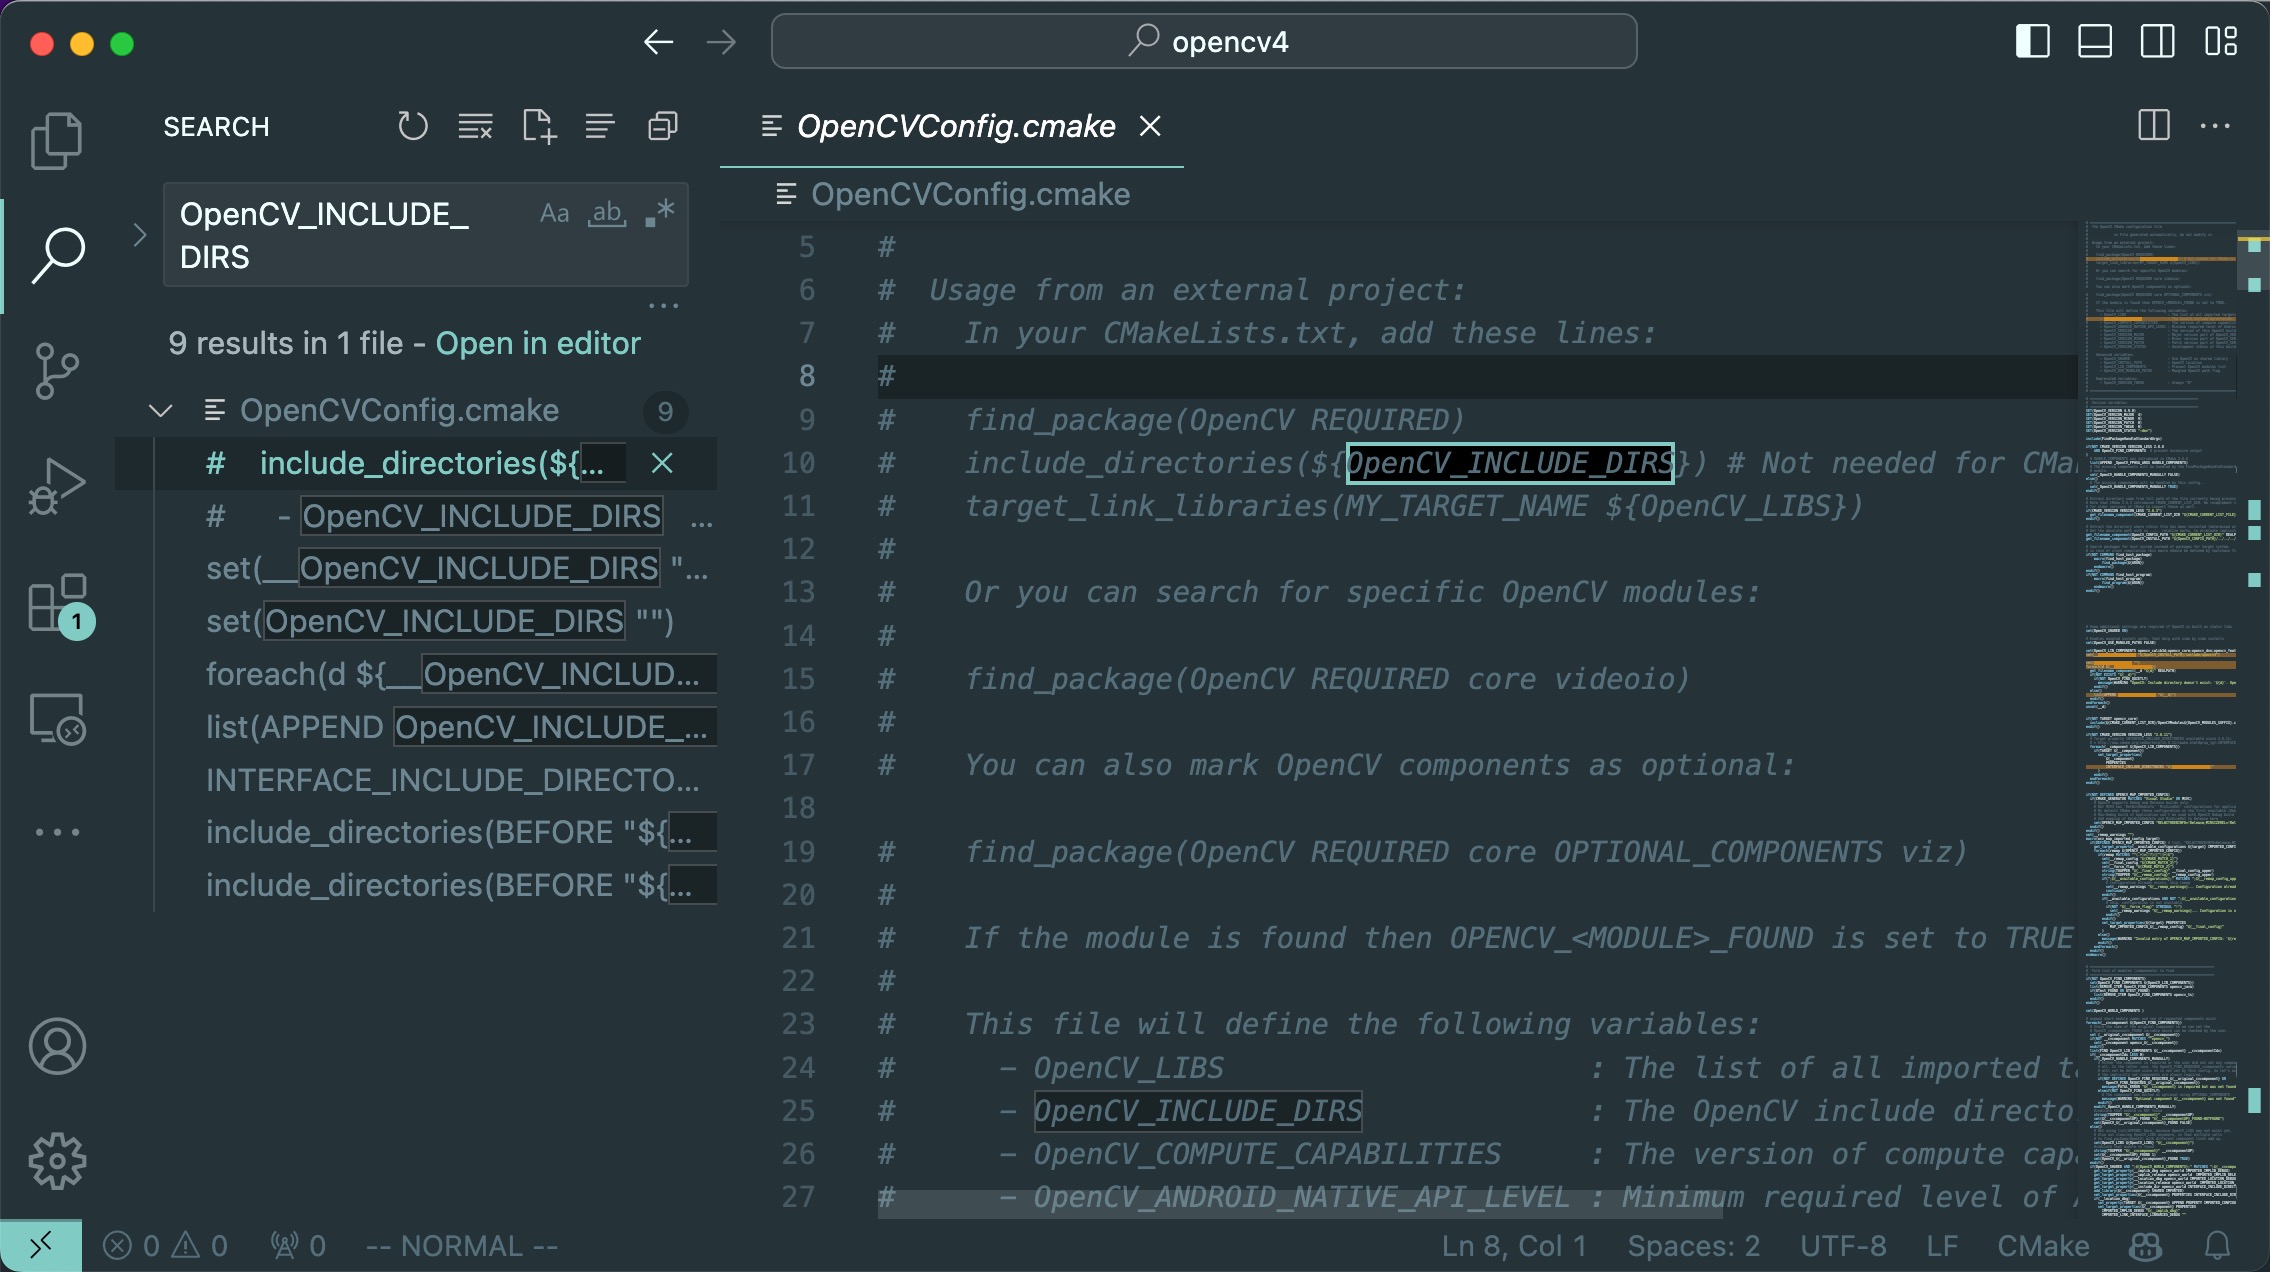 opencv4
SEARCH
OpenCV_INCLUDE_
DIRS
Aa ab .*
9 results in 1 file - Open in editor
OpenCVConfig.cmake 9
# include_directories(${...
# - OpenCV_INCLUDE_DIRS ...
set(__OpenCV_INCLUDE_DIRS "...
set(OpenCV_INCLUDE_DIRS "")
foreach(d ${__OpenCV_INCLUD...
list(APPEND OpenCV_INCLUDE_...
INTERFACE_INCLUDE_DIRECTO...
include_directories(BEFORE "${...
include_directories(BEFORE "${...
1
OpenCVConfig.cmake
OpenCVConfig.cmake
5 #
6 # Usage from an external project:
7 # In your CMakeLists.txt, add these lines:
8 #
9 # find_package(OpenCV REQUIRED)
10 # include_directories(${OpenCV_INCLUDE_DIRS}) # Not needed for CMa
11 # target_link_libraries(MY_TARGET_NAME ${OpenCV_LIBS})
12 #
13 # Or you can search for specific OpenCV modules:
14 #
15 # find_package(OpenCV REQUIRED core videoio)
16 #
17 # You can also mark OpenCV components as optional:
18
19 # find_package(OpenCV REQUIRED core OPTIONAL_COMPONENTS viz)
20 #
21 # If the module is found then OPENCV_<MODULE>_FOUND is set to TRUE
22 #
23 # This file will define the following variables:
24 # - OpenCV_LIBS : The list of all imported ta
25 # - OpenCV_INCLUDE_DIRS : The OpenCV include directo
26 # - OpenCV_COMPUTE_CAPABILITIES : The version of compute capa
27 # - OpenCV_ANDROID_NATIVE_API_LEVEL : Minimum required level of A
0 0 0 -- NORMAL -- Ln 8, Col 1 Spaces: 2 UTF-8 LF CMake